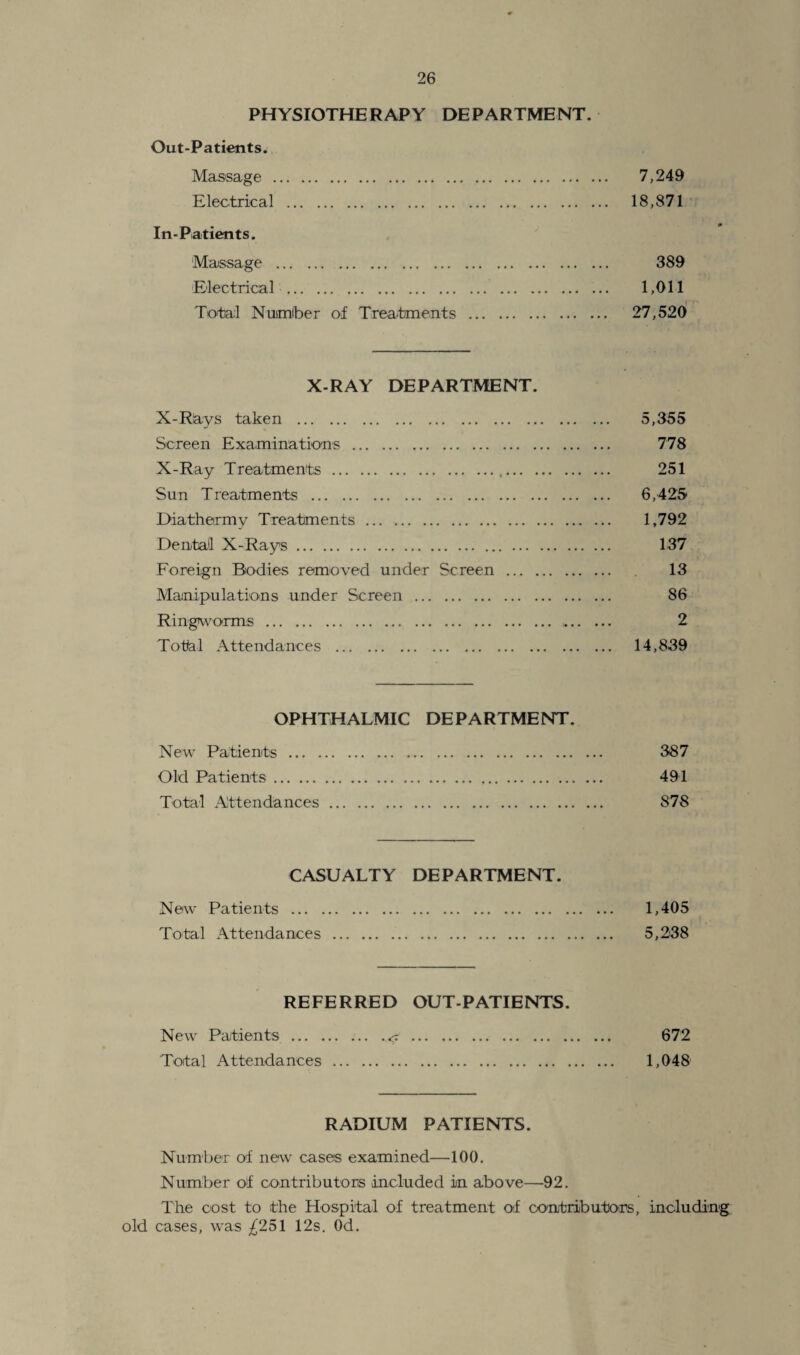 26
PHYSIOTHERAPY DEPARTMENT.
Out-Patients.
Massage ... ... ... ... ... ... ... ... ... ... ... ... 7,249
Electrical ... ... ... ... ... ... ... ... ... ... ... 18,871
In-Patients.
Massage ... ... ... ... ... ... ... ... ... ... ... ... 389
Electrical ... ... ... ... ... ... ... ... ... ... ... ... 1,011
Total Number of Treatments ... ... ... ... ... 27,520
X-RAY DEPARTMENT.
X-Rays taken ... ... ... ... ... ... ... ... ... ... ... 5,355
Screen Examinations ... ... ... ... ... ... ... ... ... 778
X-Ray Treatments ... ... ... ... ... ... ... ... ... ... 251
Sun Treatments ... ... ... ... ... ... ... ... ... ... 6,425
Diathermy Treatments ... ... ... ... ... ... ... ... ... 1,792
Dental X-Rays ... ... ... ... ... ... ... ... ... ... ... 137
Foreign Bodies removed under Screen ... ... ... ... 13
Manipulations under Screen ... ... ... ... ... ... ... 86
Ringworms ... ... ... ... ... ... ... ... ... ... ... ... 2
Total Attendances ... ... ... ... ... ... ... ... ... 14,839
OPHTHALMIC DEPARTMENT.
New Patients ... ... ... ... ... ... ... ... ... ... ... 387
Old Patients ... ... ... ... ... ... ... ... ... ... ... 491
Total Attendances ... ... ... ... ... ... ... ... ... ... 878
CASUALTY DEPARTMENT.
New Patients ... ... ... ... ... ... ... ... ... ... ... 1,405
Total Attendances ... ... ... ... ... ... ... ... ... ... 5,238
REFERRED OUT-PATIENTS.
New Patients ... ... ... ... ... ... ... ... ... ... ... 672
Total Attendances ... ... ... ... ... ... ... ... ... ... 1,048
RADIUM PATIENTS.
Number of new cases examined—100.
Number of contributors included in above—92.
The cost to the Hospital of treatment of contributors, including
old cases, was £251 12s. 0d.